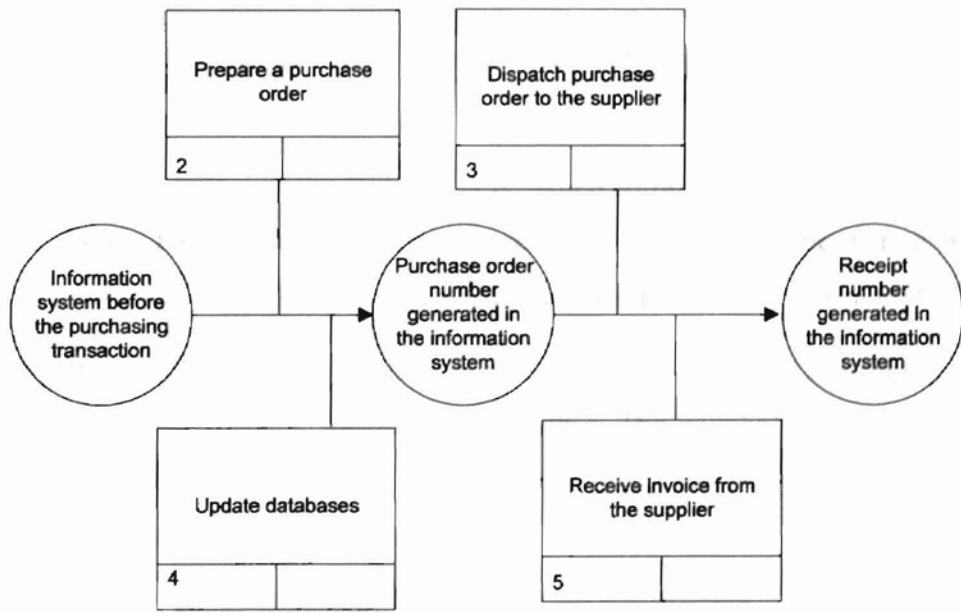 Prepare a purchase
order
2
Dispatch purchase
order to the supplier
3
Information
system before
the purchasing
transaction
Purchase order
number
generated in
the information
system
Receipt
number
generated in
the information
system
Update databases
4
Receive Invoice from
the supplier
5